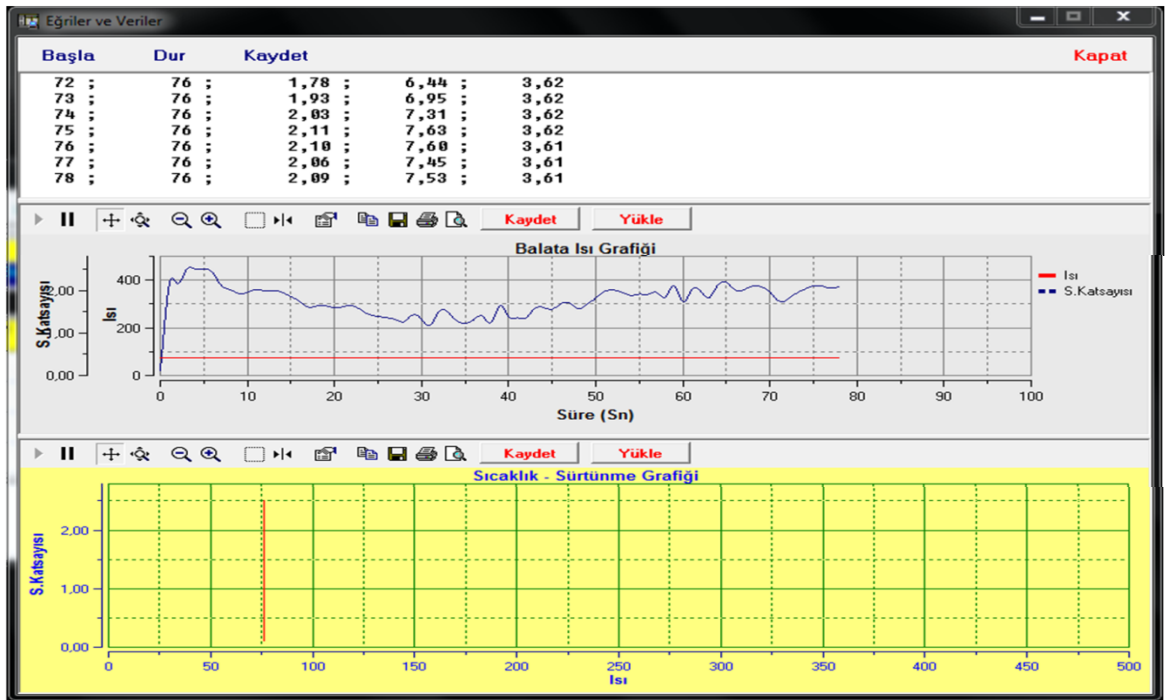 Eğriler ve Veriler
Başla Dur Kaydet Kapat
72 ; 76 ; 1,78 ; 6,44 ; 3,62
73 ; 76 ; 1,93 ; 6,95 ; 3,62
74 ; 76 ; 2,03 ; 7,31 ; 3,62
75 ; 76 ; 2,11 ; 7,63 ; 3,62
76 ; 76 ; 2,10 ; 7,60 ; 3,61
77 ; 76 ; 2,06 ; 7,45 ; 3,61
78 ; 76 ; 2,09 ; 7,53 ; 3,61
Kaydet Yükle
Balata Isı Grafiği
S.Katsayısı
,00
,00
0,00
Isı
400
200
0
Isı
S.Katsayısı
0 10 20 30 40 50 60 70 80 90 100
Süre (Sn)
Kaydet Yükle
Sıcaklık - Sürtünme Grafiği
S.Katsayısı
2,00
1,00
0,00
0 50 100 150 200 250 300 350 400 450 500
Isı